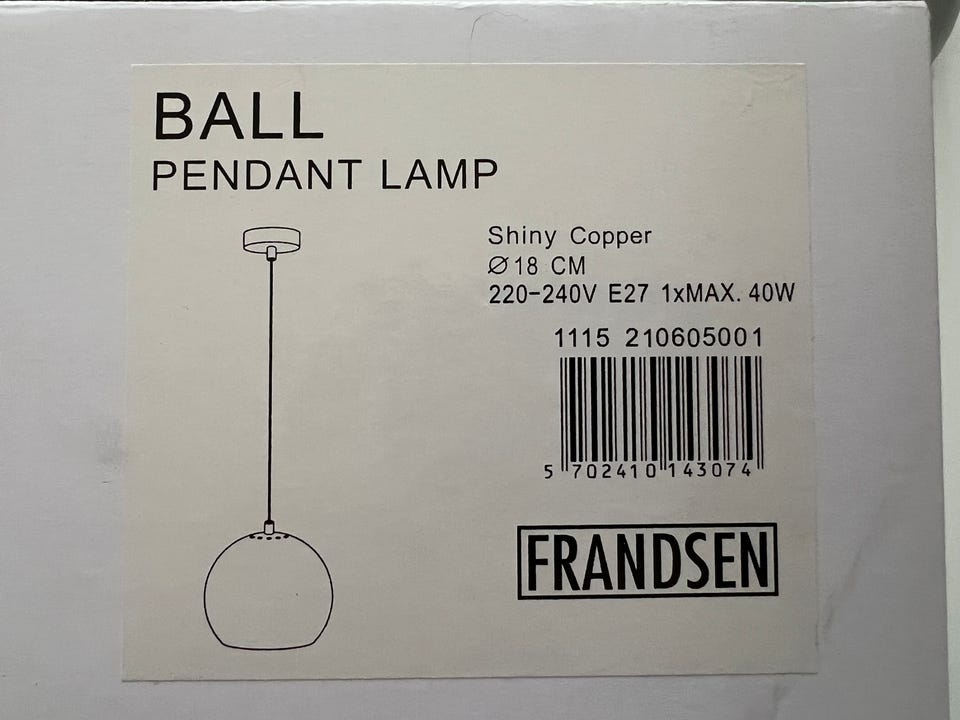 BALL
PENDANT LAMP
Shiny Copper
Ø18 CM
220-240V E27 1xMAX. 40W
1115 210605001
5 702410 143074
FRANDSEN